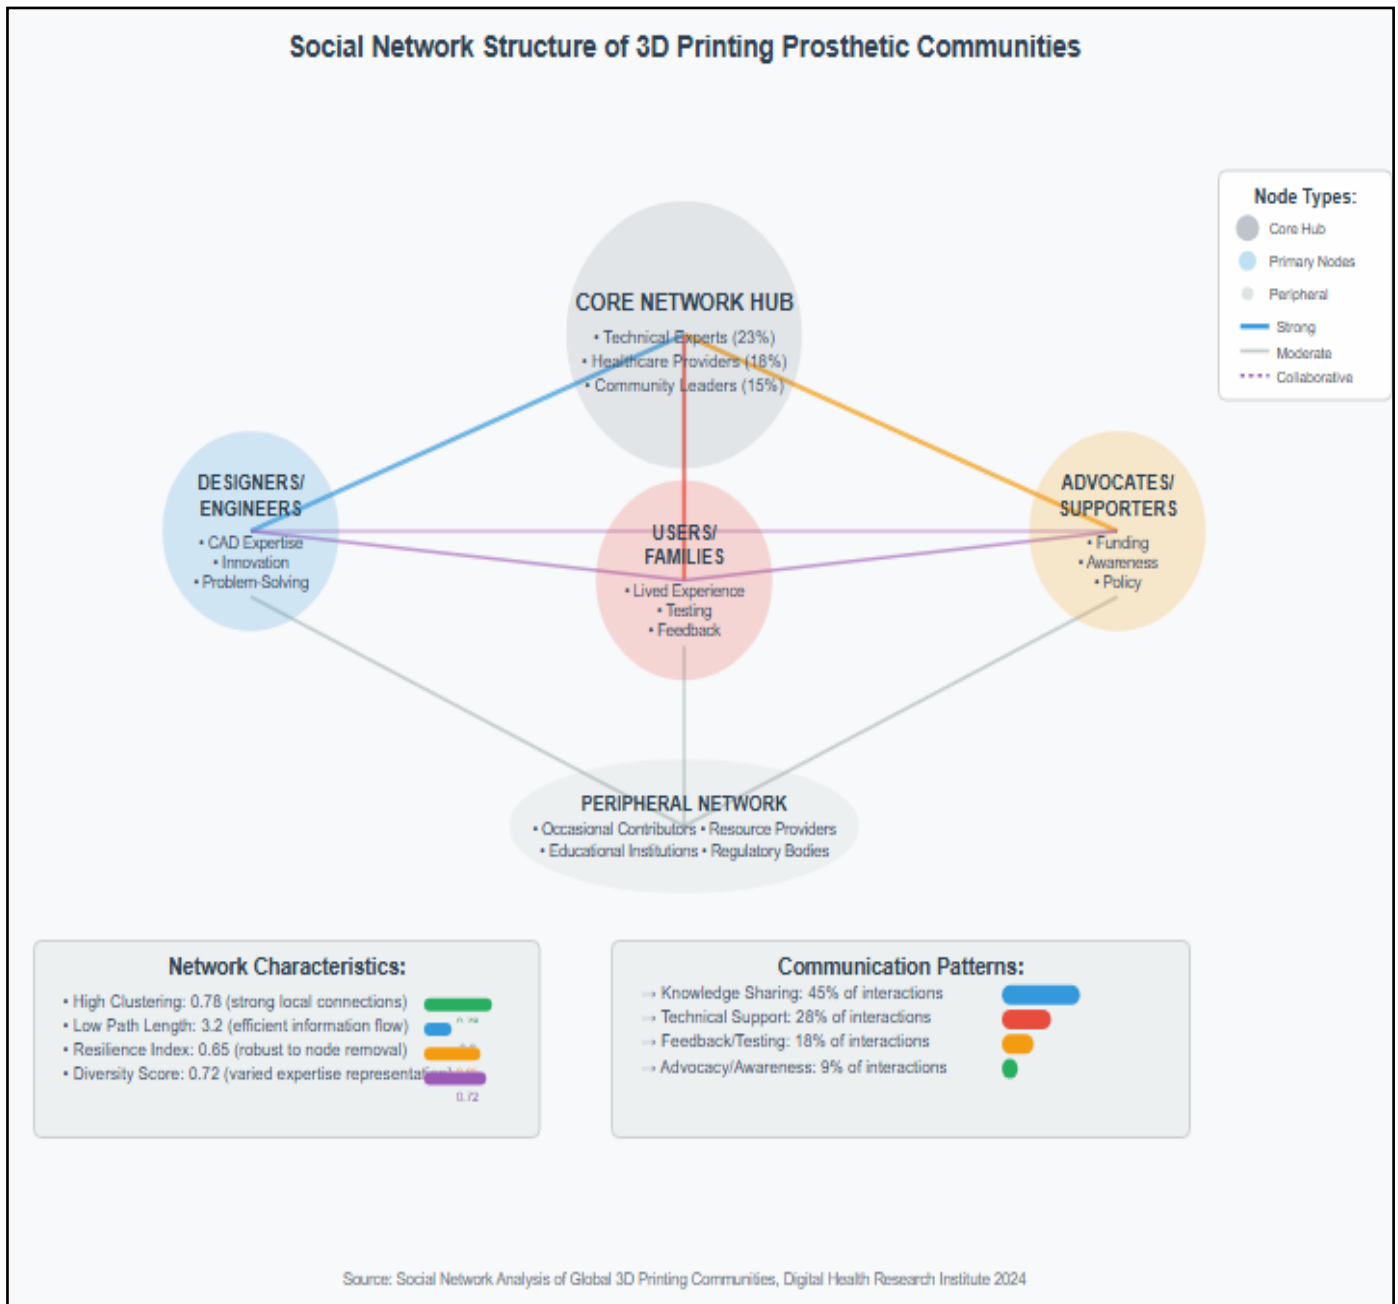 Social Network Structure of 3D Printing Prosthetic Communities
Node Types:
Core Hub
Primary Nodes
Peripheral
Strong
Moderate
Collaborative
CORE NETWORK HUB
• Technical Experts (23%)
• Healthcare Providers (18%)
• Community Leaders (15%)
DESIGNERS/
ENGINEERS
• CAD Expertise
• Innovation
• Problem-Solving
USERS/
FAMILIES
• Lived Experience
• Testing
• Feedback
ADVOCATES/
SUPPORTERS
• Funding
• Awareness
• Policy
PERIPHERAL NETWORK
• Occasional Contributors • Resource Providers
• Educational Institutions • Regulatory Bodies
Network Characteristics:
• High Clustering: 0.78 (strong local connections)
• Low Path Length: 3.2 (efficient information flow)
• Resilience Index: 0.65 (robust to node removal)
• Diversity Score: 0.72 (varied expertise representation)
0.72
Communication Patterns:
→ Knowledge Sharing: 45% of interactions
→ Technical Support: 28% of interactions
→ Feedback/Testing: 18% of interactions
→ Advocacy/Awareness: 9% of interactions
Source: Social Network Analysis of Global 3D Printing Communities, Digital Health Research Institute 2024